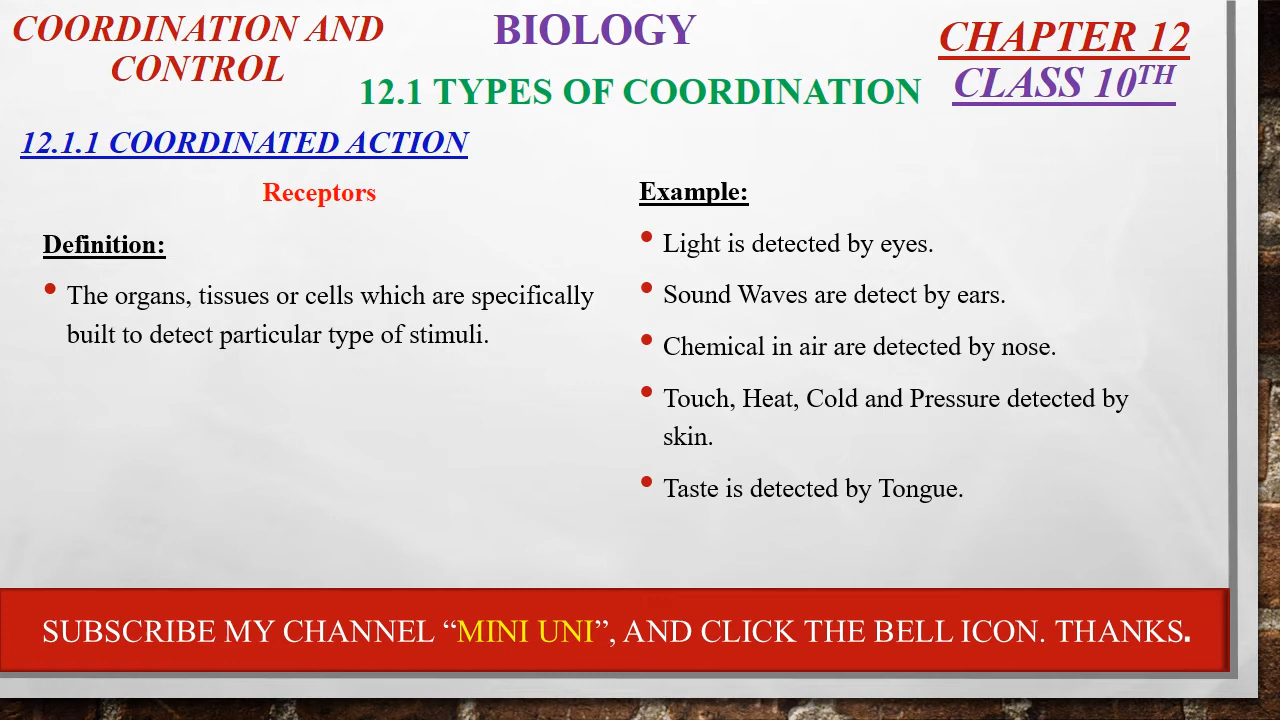 COORDINATION AND
CONTROL
BIOLOGY
12.1 TYPES OF COORDINATION
CHAPTER 12
CLASS 10TH
12.1.1 COORDINATED ACTION
Receptors
Definition:
• The organs, tissues or cells which are specifically
built to detect particular type of stimuli.
Example:
• Light is detected by eyes.
• Sound Waves are detect by ears.
• Chemical in air are detected by nose.
• Touch, Heat, Cold and Pressure detected by
skin.
• Taste is detected by Tongue.
SUBSCRIBE MY CHANNEL “MINI UNI”, AND CLICK THE BELL ICON. THANKS.